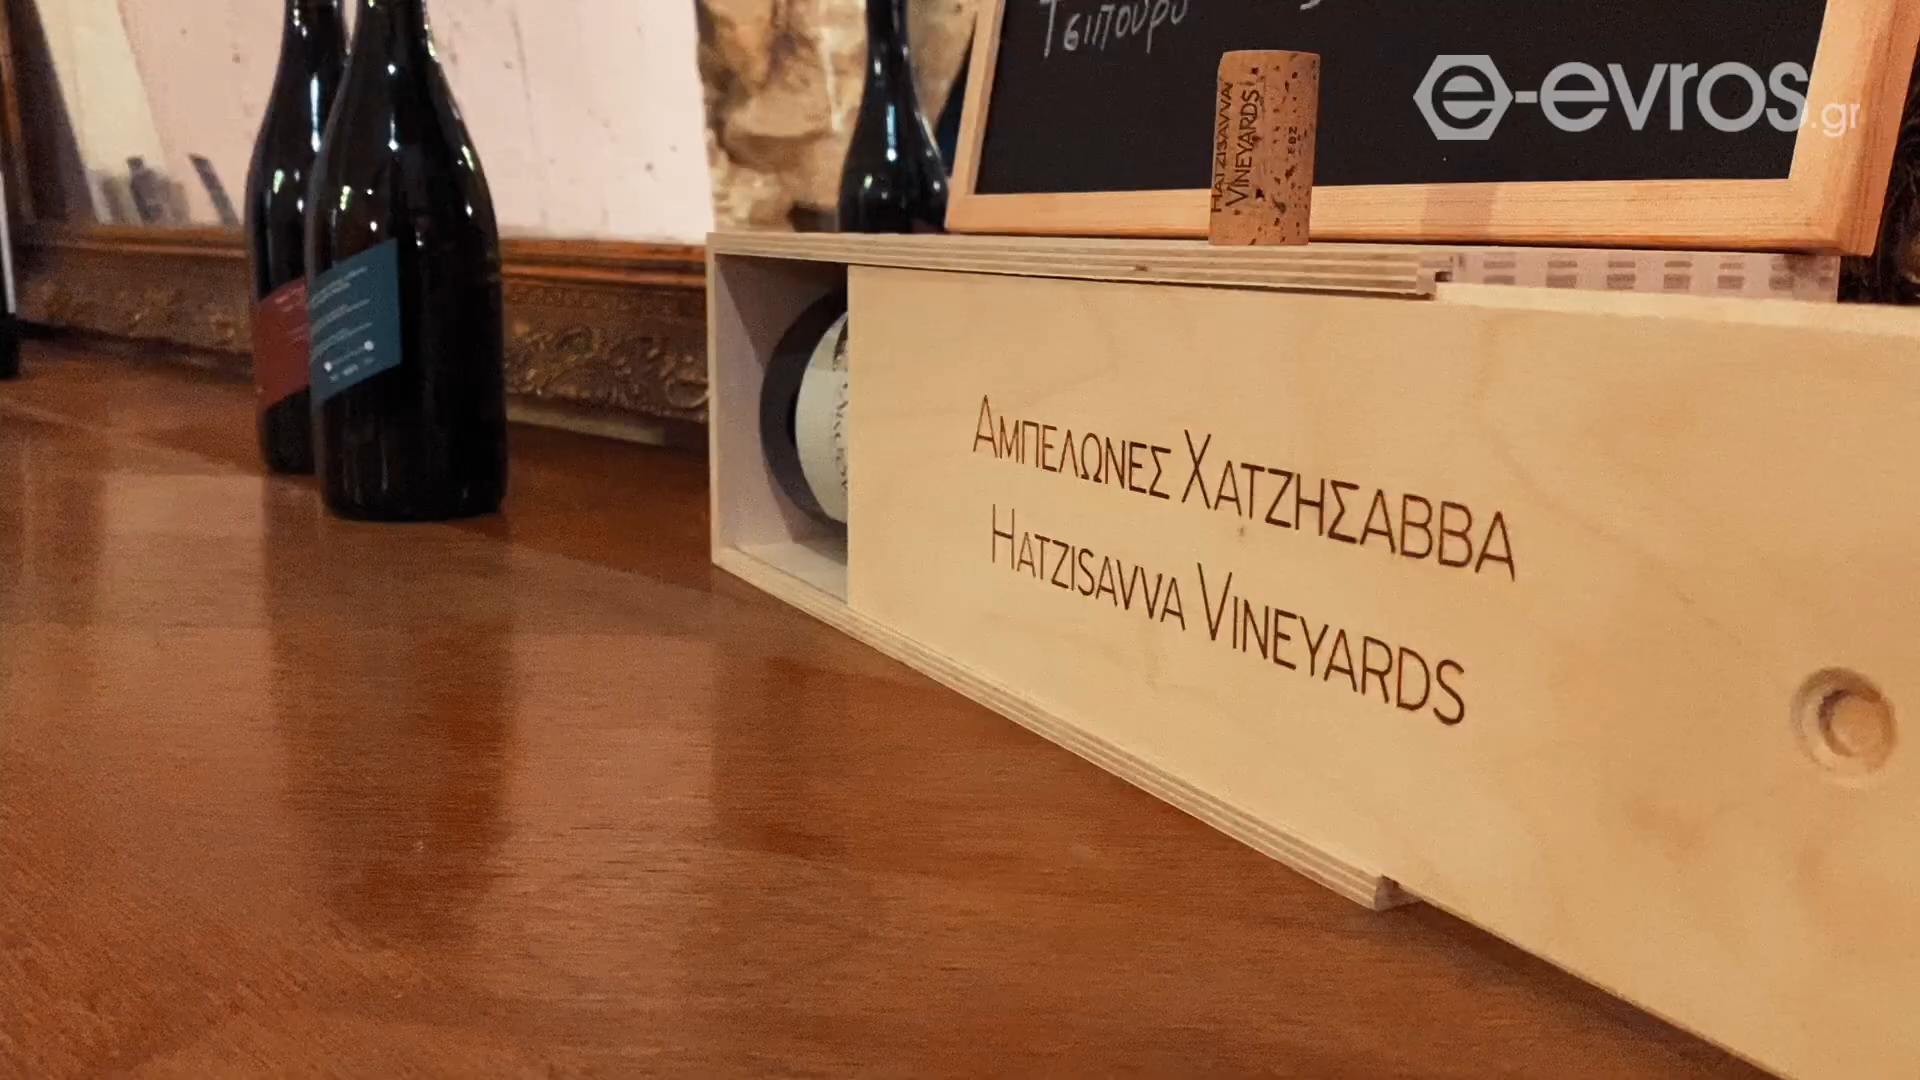 Τσιπουρο
e-evros.gr
HATZISAVVA
VINEYARDS
ΑΜΠΕΛΩΝΕΣ ΧΑΤΖΗΣΑΒΒΑ
HATZISAVVA VINEYARDS